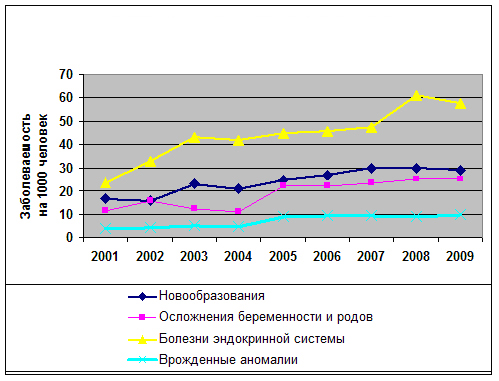 Заболеваемость
на 1000 человек
70
60
50
40
30
20
10
0
2001 2002 2003 2004 2005 2006 2007 2008 2009
Новообразования
Осложнения беременности и родов
Болезни эндокринной системы
Врожденные аномалии